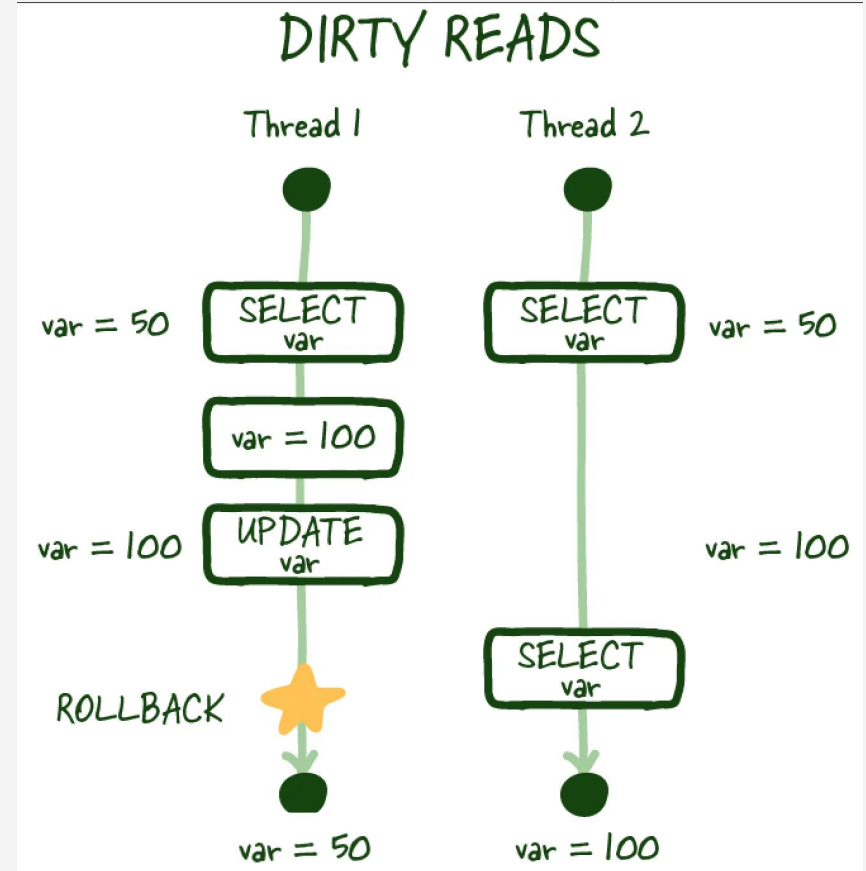 DIRTY READS
Thread 1
Thread 2
var = 50
SELECT
var
SELECT
var
var = 50
var = 100
var = 100
UPDATE
var
var = 100
SELECT
var
ROLLBACK
var = 50
var = 100